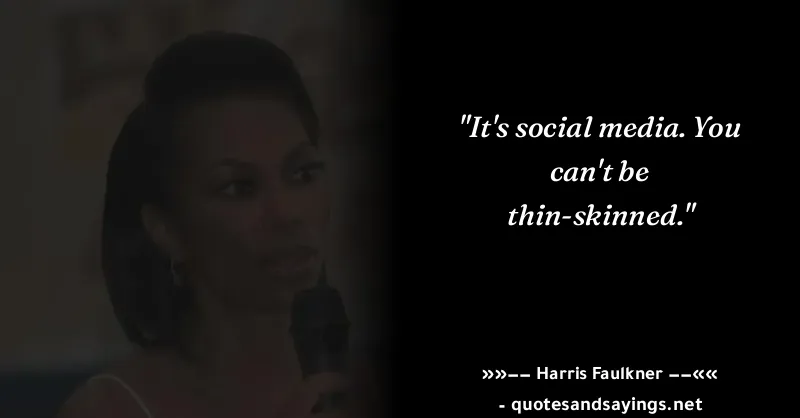 "It's social media. You
can't be
thin-skinned."
»»−− Harris Faulkner −−««
- quotesandsayings.net